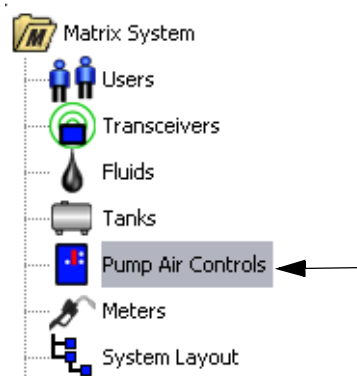 Matrix System
Users
Transceivers
Fluids
Tanks
Pump Air Controls
Meters
System Layout